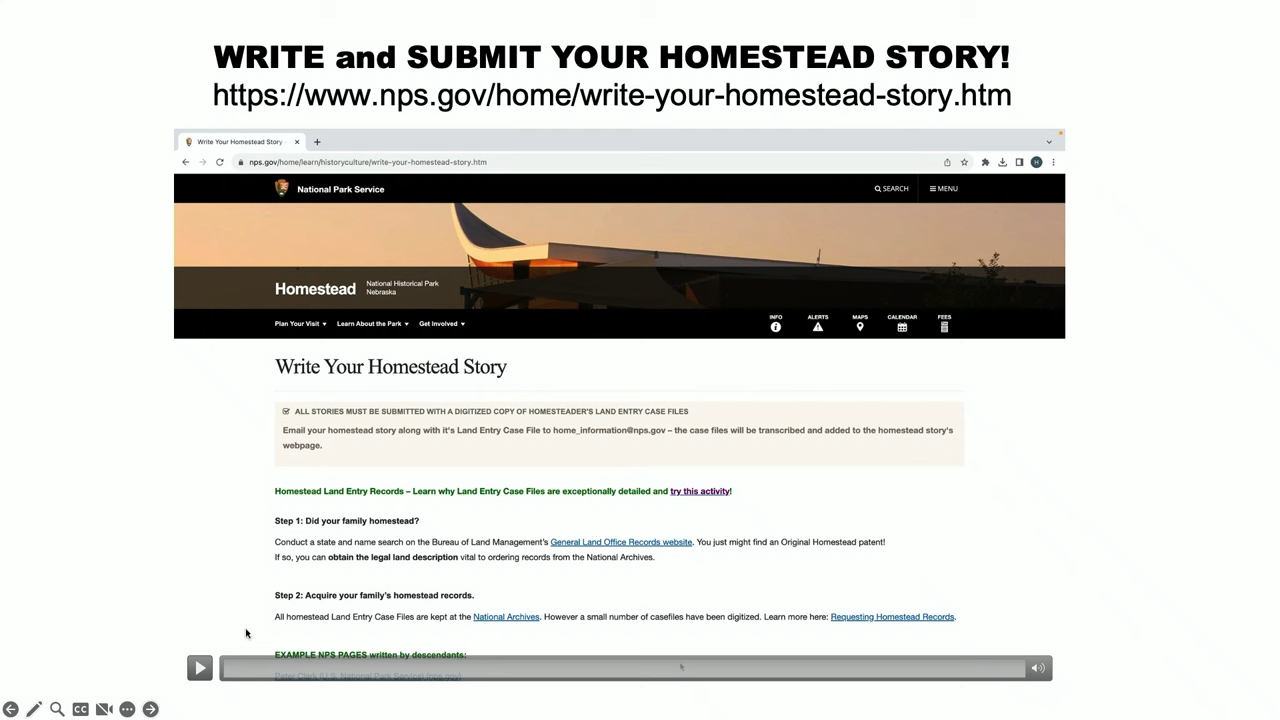 WRITE and SUBMIT YOUR HOMESTEAD STORY!
https://www.nps.gov/home/write-your-homestead-story.htm
Write Your Homestead Story
nps.gov/home/learn/historyculture/write-your-homestead-story.htm
H
National Park Service
SEARCH
MENU
Homestead
National Historical Park
Nebraska
Plan Your Visit
Learn About the Park
Get Involved
INFO
ALERTS
MAPS
CALENDAR
FEES
Write Your Homestead Story
ALL STORIES MUST BE SUBMITTED WITH A DIGITIZED COPY OF HOMESTEADER'S LAND ENTRY CASE FILES
Email your homestead story along with it's Land Entry Case File to home_information@nps.gov – the case files will be transcribed and added to the homestead story's
webpage.
Homestead Land Entry Records – Learn why Land Entry Case Files are exceptionally detailed and try this activity!
Step 1: Did your family homestead?
Conduct a state and name search on the Bureau of Land Management's General Land Office Records website. You just might find an Original Homestead patent!
If so, you can obtain the legal land description vital to ordering records from the National Archives.
Step 2: Acquire your family's homestead records.
All homestead Land Entry Case Files are kept at the National Archives. However a small number of casefiles have been digitized. Learn more here: Requesting Homestead Records.
EXAMPLE NPS PAGES written by descendants:
Peter Clerk (U.S. National Park Service) (nps.gov)
CC